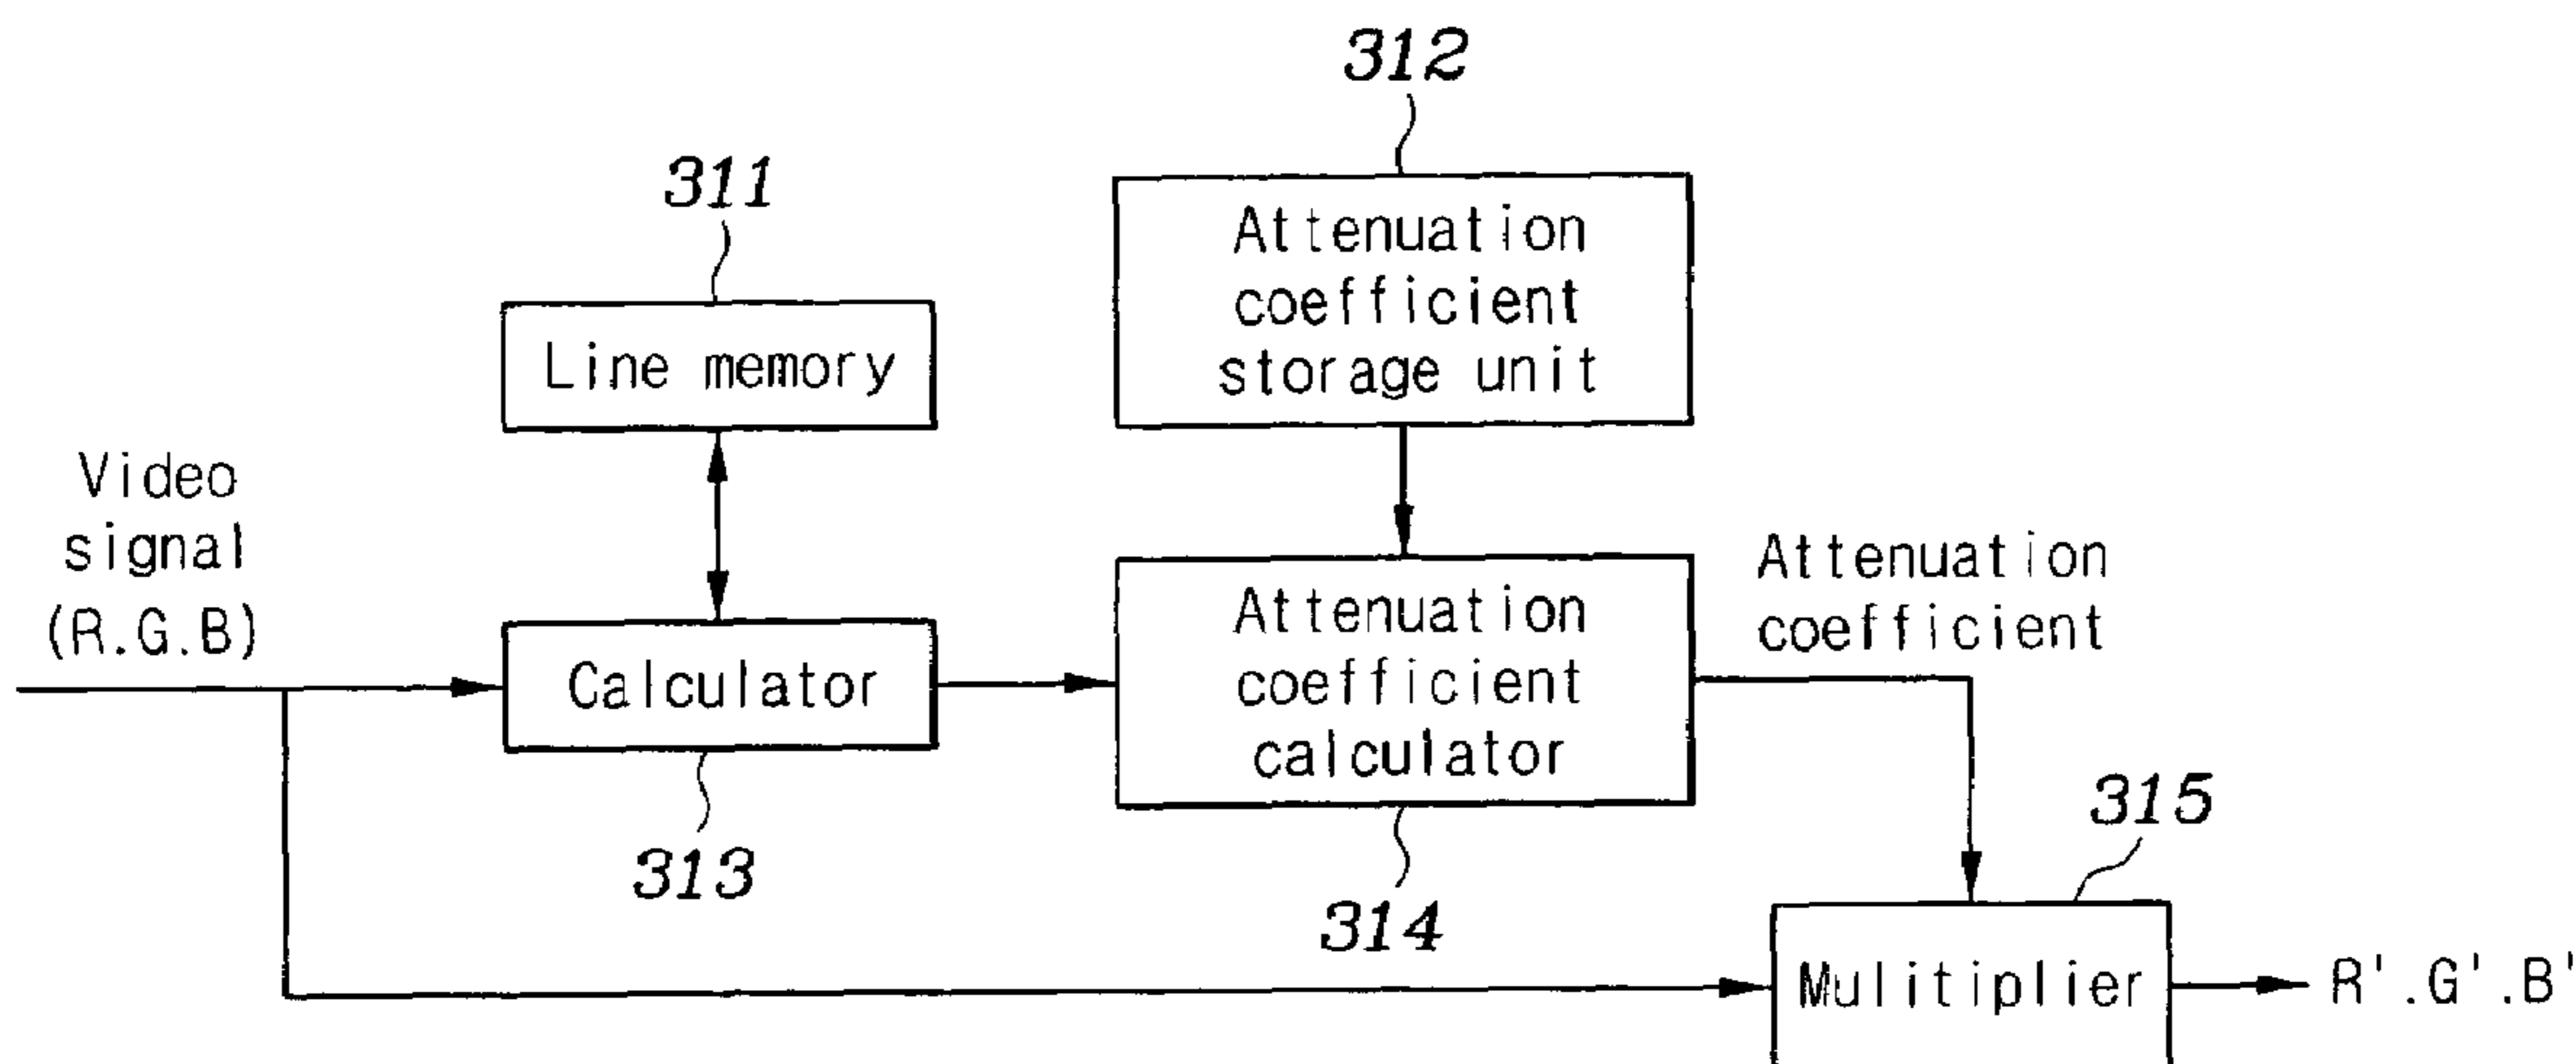 312
311
Attenuation
coefficient
storage unit
Line memory
Video
signal
(R.G.B)
Attenuation
coefficient
Calculator
Attenuation
coefficient
calculator
313
314
315
Mulitiplier
R'.G'.B'